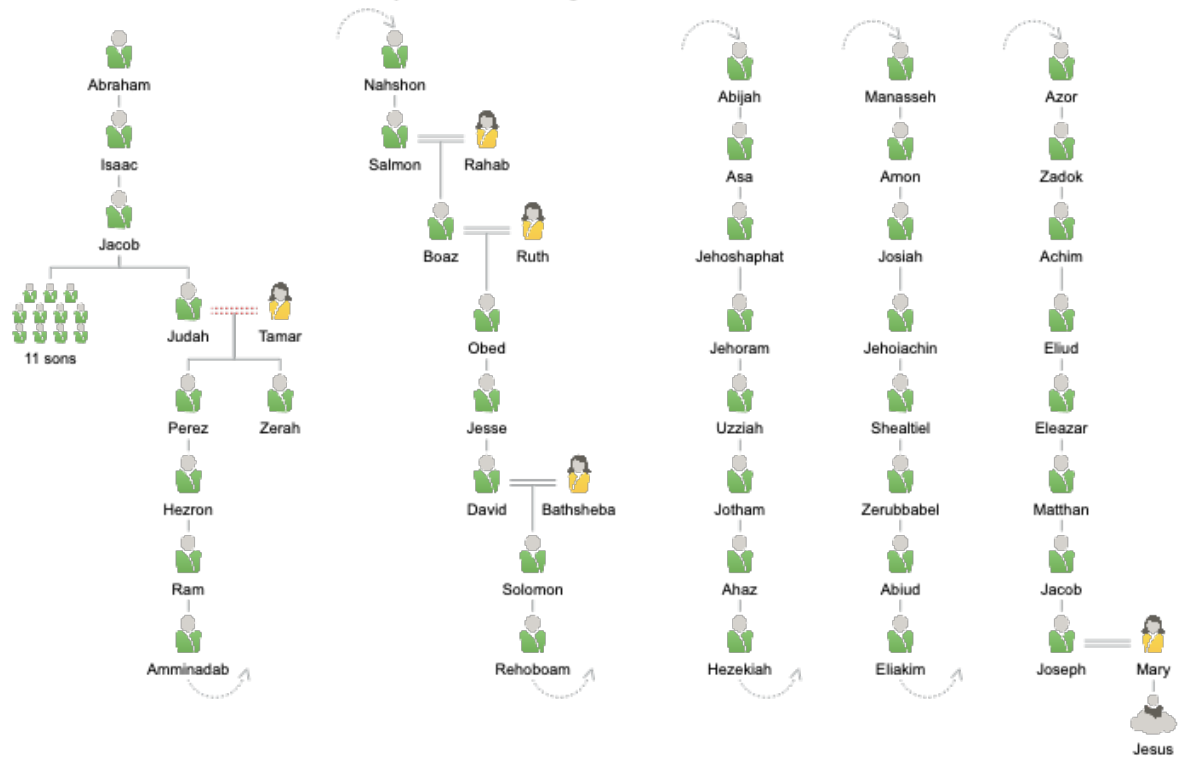 Abraham
Isaac
Jacob
11 sons
Judah
Tamar
Perez
Zerah
Hezron
Ram
Amminadab
Nahshon
Salmon
Rahab
Boaz
Ruth
Obed
Jesse
David
Bathsheba
Solomon
Rehoboam
Abijah
Asa
Jehoshaphat
Jehoram
Uzziah
Jotham
Ahaz
Hezekiah
Manasseh
Amon
Josiah
Jehoiachin
Shealtiel
Zerubbabel
Abiud
Eliakim
Azor
Zadok
Achim
Eliud
Eleazar
Matthan
Jacob
Joseph
Mary
Jesus